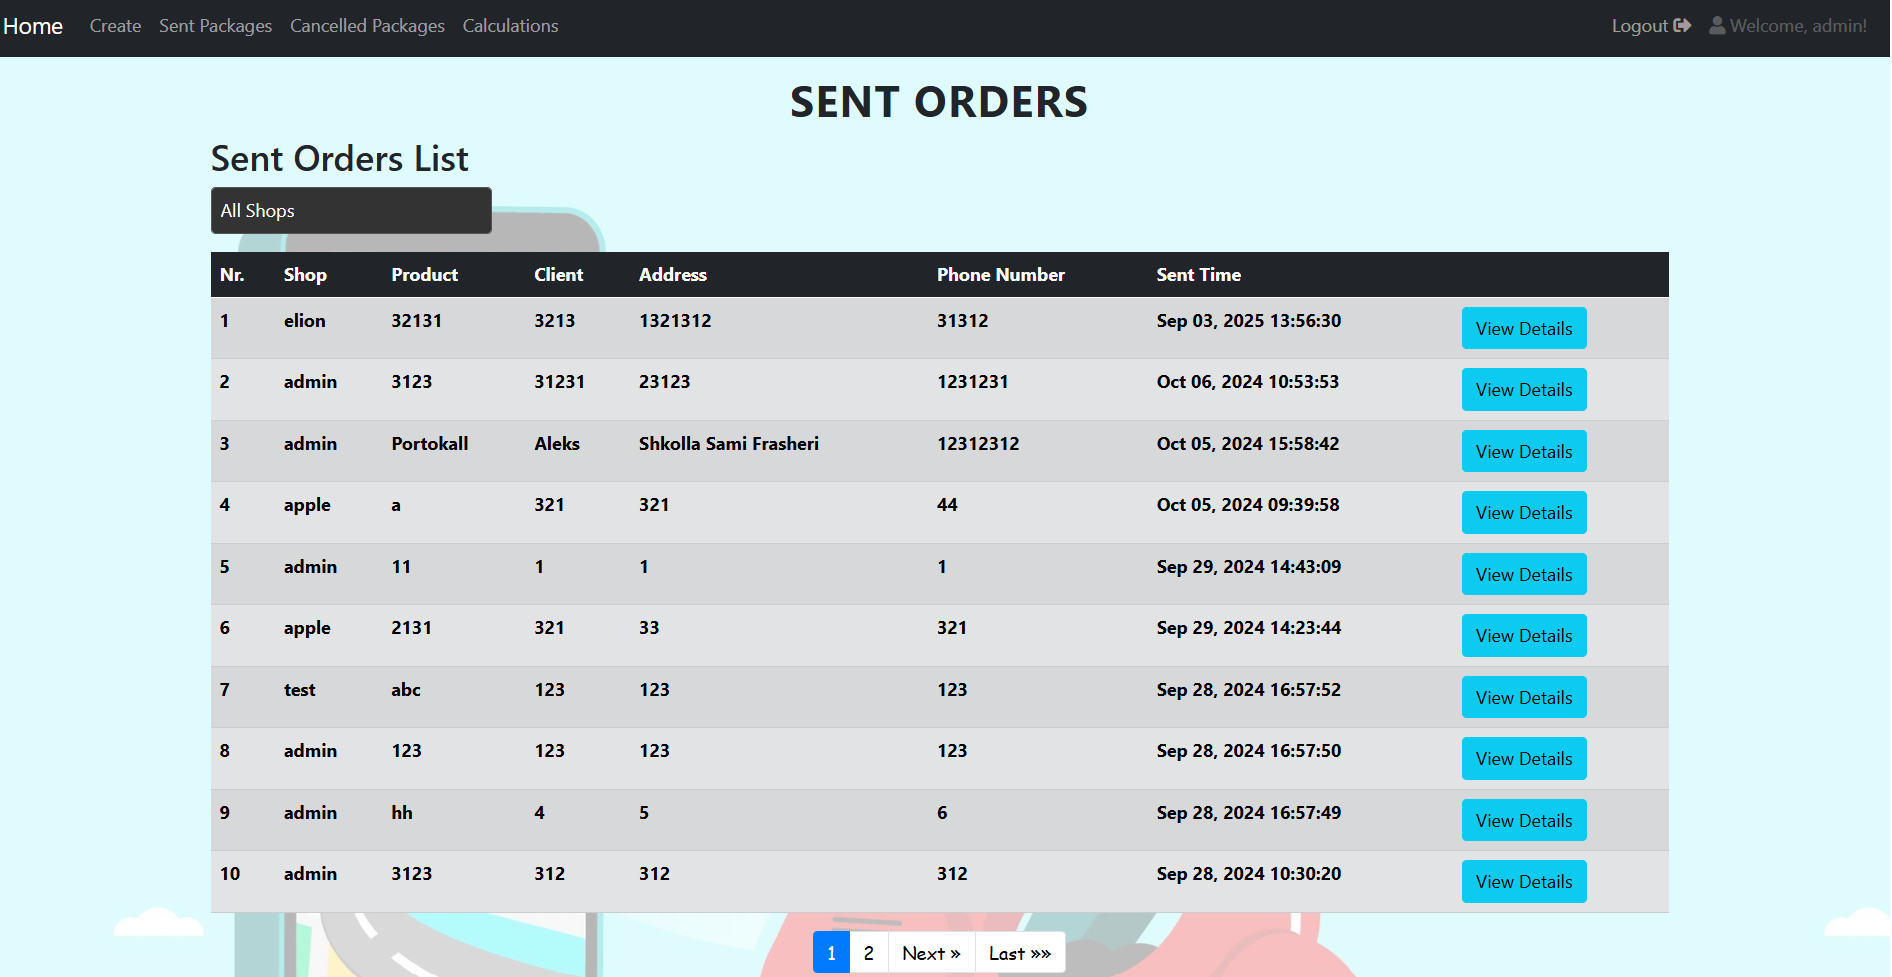 Home Create Sent Packages Cancelled Packages Calculations Logout Welcome, admin!
SENT ORDERS
Sent Orders List
All Shops
Nr. Shop Product Client Address Phone Number Sent Time
1 elion 32131 3213 1321312 31312 Sep 03, 2025 13:56:30 View Details
2 admin 3123 31231 23123 1231231 Oct 06, 2024 10:53:53 View Details
3 admin Portokall Aleks Shkolla Sami Frasheri 12312312 Oct 05, 2024 15:58:42 View Details
4 apple a 321 321 44 Oct 05, 2024 09:39:58 View Details
5 admin 11 1 1 1 Sep 29, 2024 14:43:09 View Details
6 apple 2131 321 33 321 Sep 29, 2024 14:23:44 View Details
7 test abc 123 123 123 Sep 28, 2024 16:57:52 View Details
8 admin 123 123 123 123 Sep 28, 2024 16:57:50 View Details
9 admin hh 4 5 6 Sep 28, 2024 16:57:49 View Details
10 admin 3123 312 312 312 Sep 28, 2024 10:30:20 View Details
1 2 Next » Last »»